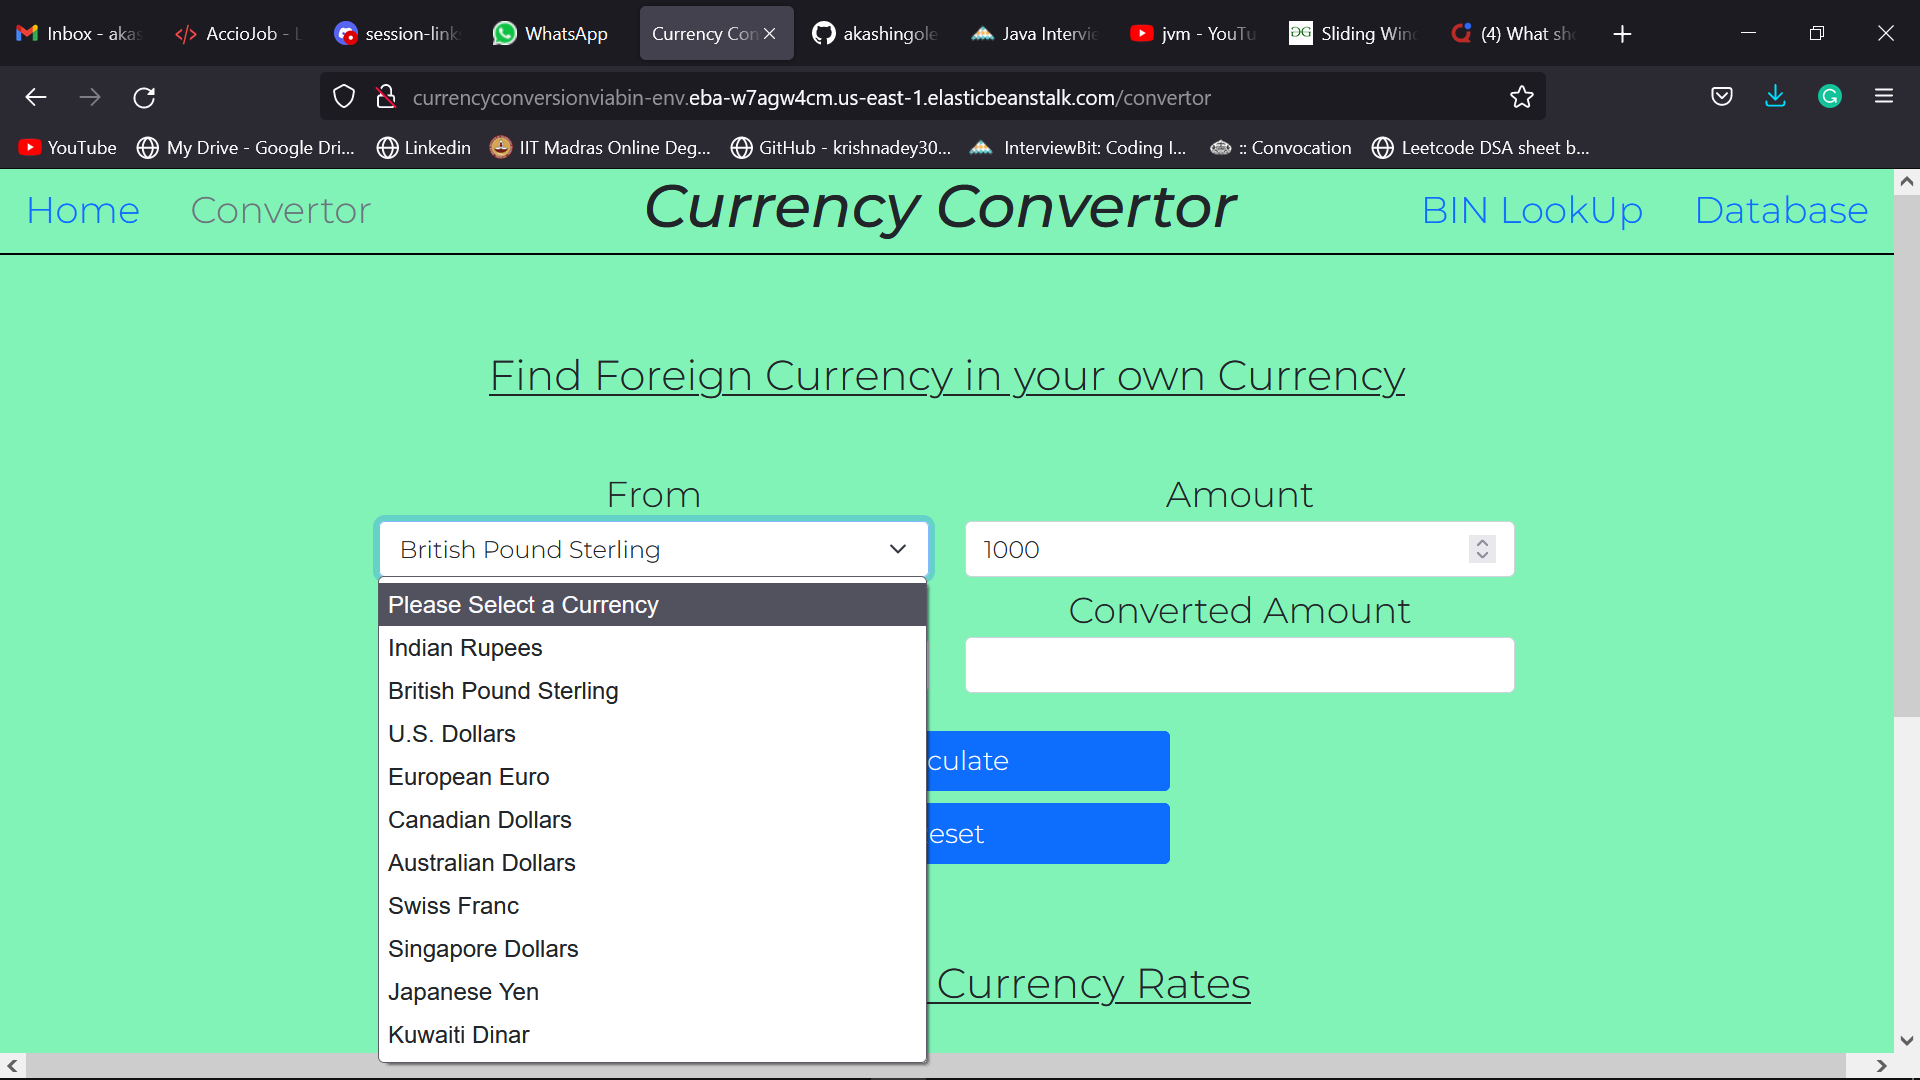 Inbox - akas
AccioJob - L
session-link
WhatsApp
Currency Con
akashingole
Java Intervie
jvm - YouTu
Sliding Wind
(4) What sho
currencyconversionviabin-env.eba-w7agw4cm.us-east-1.elasticbeanstalk.com/convertor
YouTube
My Drive - Google Dri...
Linkedin
IIT Madras Online Deg...
GitHub - krishnadey30...
InterviewBit: Coding I...
:: Convocation
Leetcode DSA sheet b...
Home
Convertor
Currency Convertor
BIN LookUp
Database
Find Foreign Currency in your own Currency
From
Amount
British Pound Sterling
1000
Please Select a Currency
Converted Amount
Indian Rupees
British Pound Sterling
U.S. Dollars
culate
European Euro
Canadian Dollars
eset
Australian Dollars
Swiss Franc
Singapore Dollars
Currency Rates
Japanese Yen
Kuwaiti Dinar